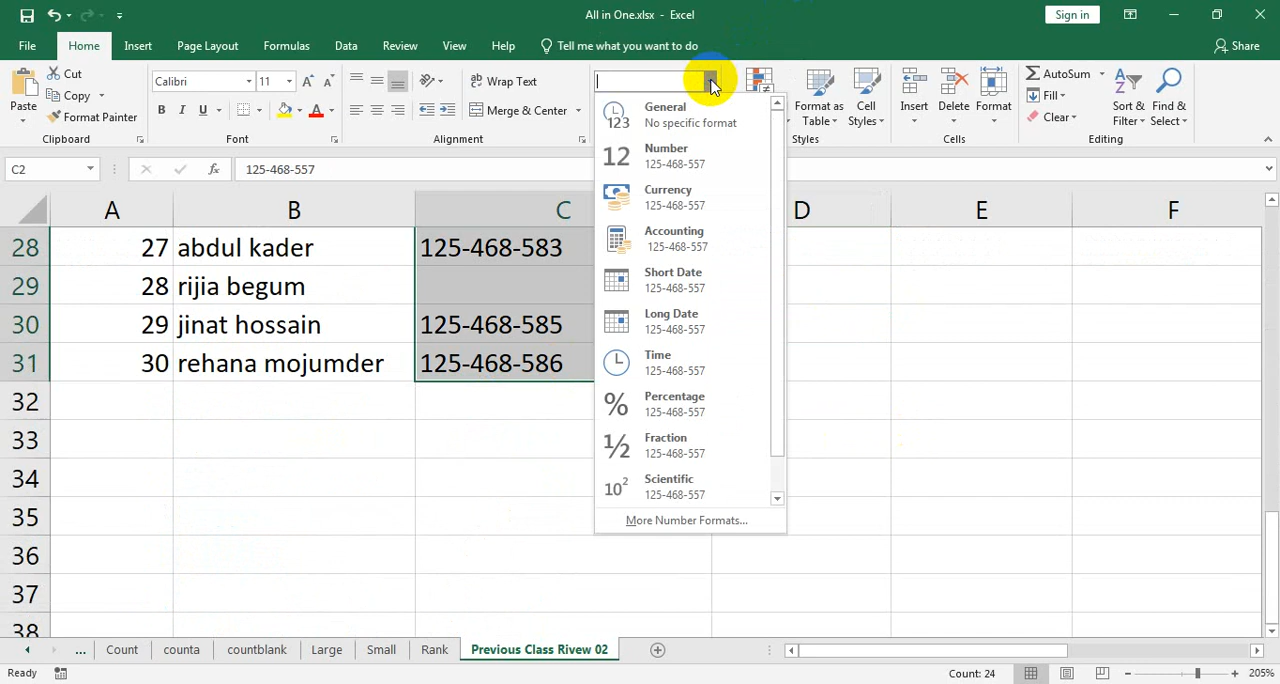 All in One.xlsx - Excel
Sign in
File Home Insert Page Layout Formulas Data Review View Help Tell me what you want to do Share
Paste
Cut
Copy
Format Painter
Clipboard
Calibri 11
B I U A
Font
Wrap Text
Merge & Center
Alignment
Format as Table
Cell Styles
Styles
Insert Delete Format
Cells
AutoSum
Fill
Clear
Sort & Filter
Find & Select
Editing
C2 fx 125-468-557
General
No specific format
Number
125-468-557
Currency
125-468-557
Accounting
125-468-557
Short Date
125-468-557
Long Date
125-468-557
Time
125-468-557
Percentage
125-468-557
Fraction
125-468-557
Scientific
125-468-557
More Number Formats...
A B C D E F
28 27 abdul kader 125-468-583
29 28 rijia begum
30 29 jinat hossain 125-468-585
31 30 rehana mojumder 125-468-586
32
33
34
35
36
37
38
... Count counta countblank Large Small Rank Previous Class Rivew 02
Ready Count: 24 205%